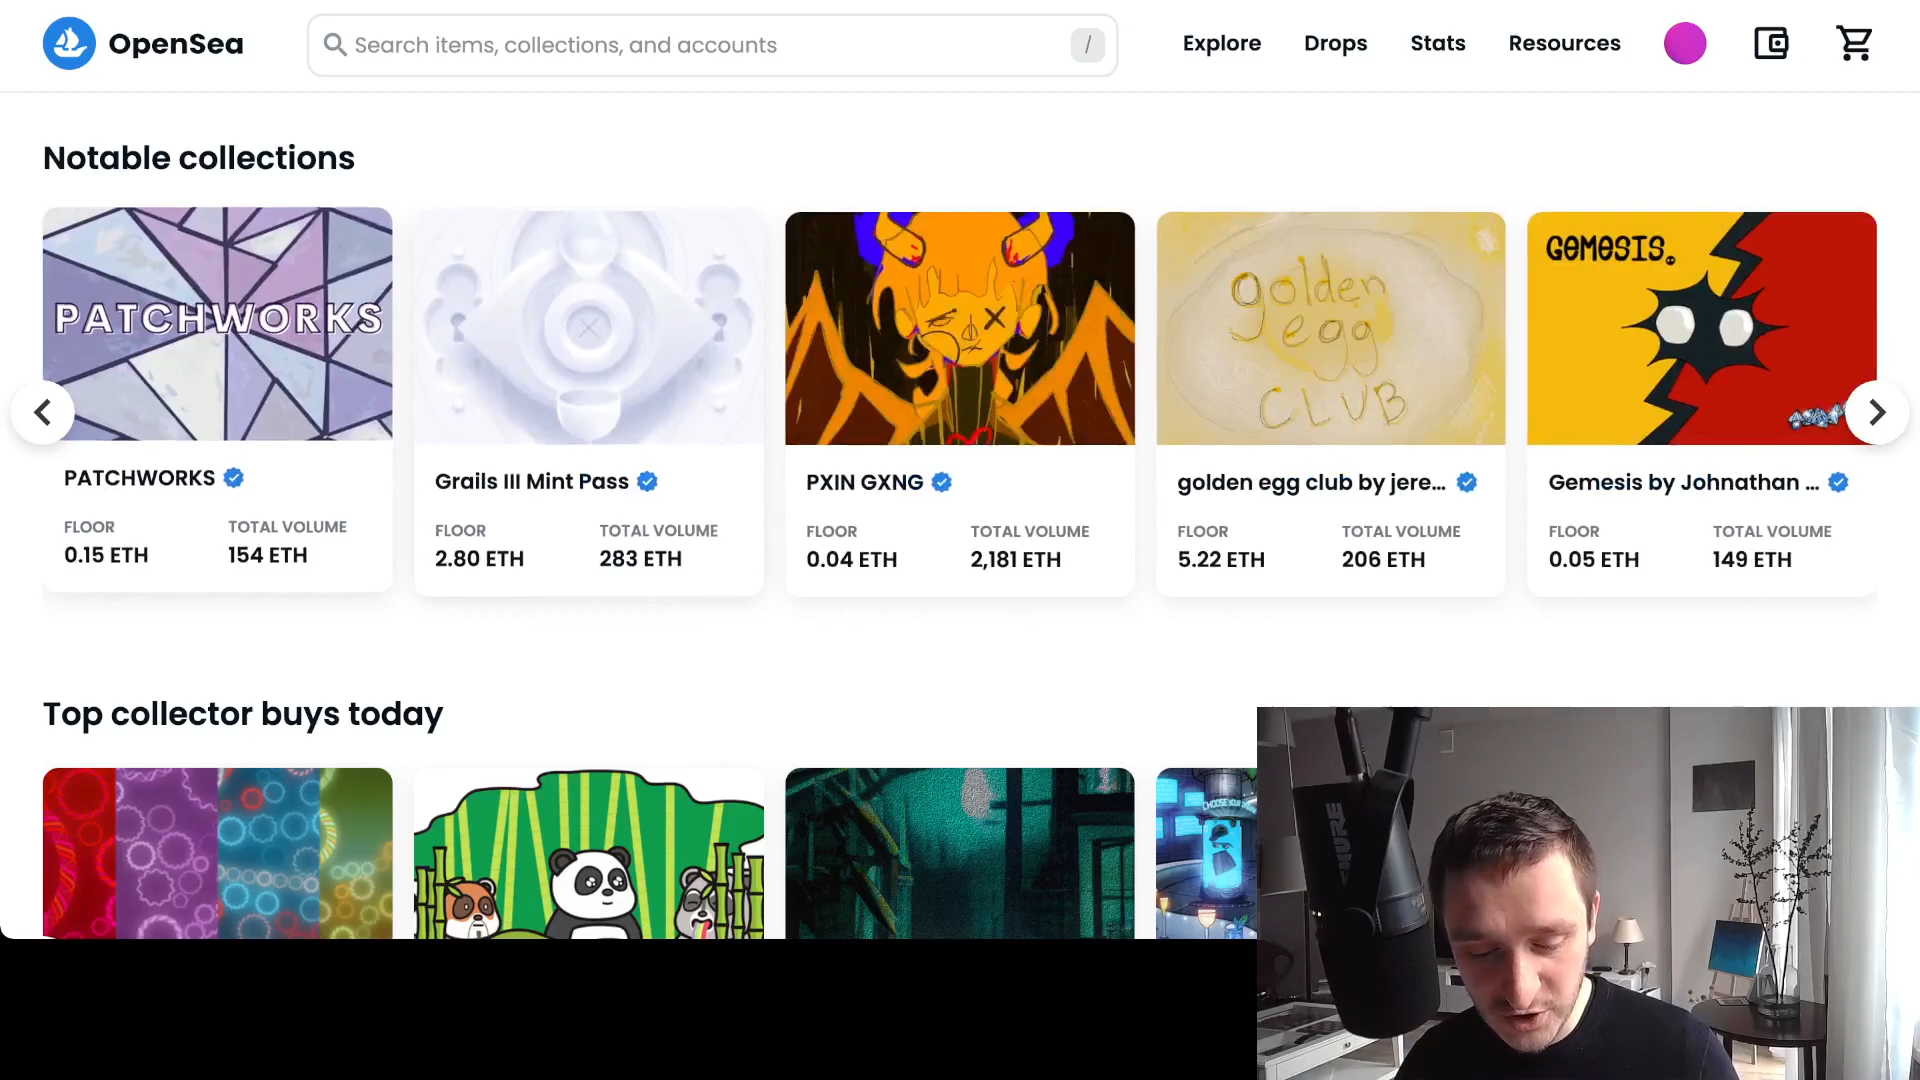 OpenSea
Search items, collections, and accounts
/
Explore
Drops
Stats
Resources
Notable collections
PATCHWORKS
golden
egg
CLUB
GEMESIS.
PATCHWORKS
FLOOR
TOTAL VOLUME
0.15 ETH
154 ETH
Grails III Mint Pass
FLOOR
TOTAL VOLUME
2.80 ETH
283 ETH
PXIN GXNG
FLOOR
TOTAL VOLUME
0.04 ETH
2,181 ETH
golden egg club by jere...
FLOOR
TOTAL VOLUME
5.22 ETH
206 ETH
Gemesis by Johnathan ...
FLOOR
TOTAL VOLUME
0.05 ETH
149 ETH
Top collector buys today
CHOOSE YOUR
SHURE